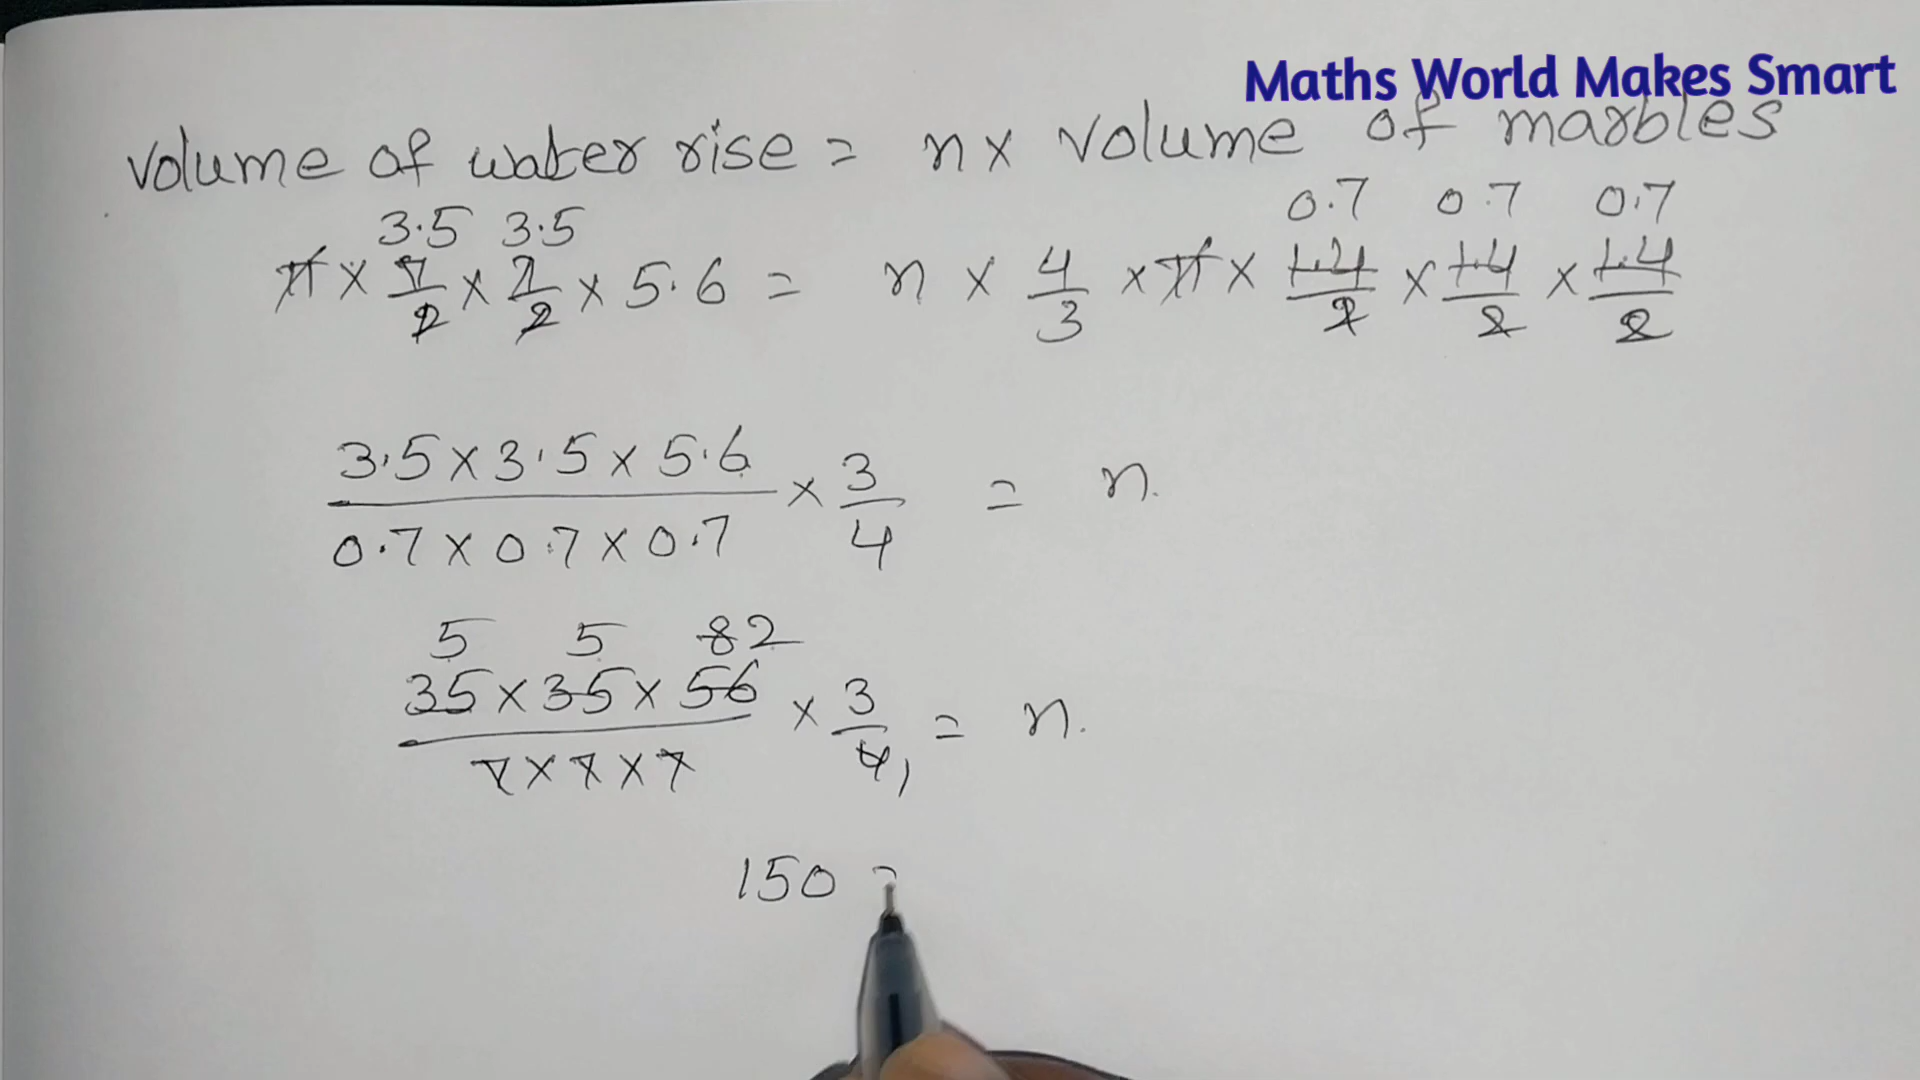 Maths World Makes Smart
volume of water rise = n x volume of marbles
3.5 3.5 0.7 0.7 0.7
π x 7/2 x 7/2 x 5.6 = n x 4/3 x π x 1.4/2 x 1.4/2 x 1.4/2
3.5 x 3.5 x 5.6 / 0.7 x 0.7 x 0.7 x 3/4 = n.
5 5 8 2
35 x 35 x 56 / 7 x 7 x 7 x 3/4 1 = n.
150 =